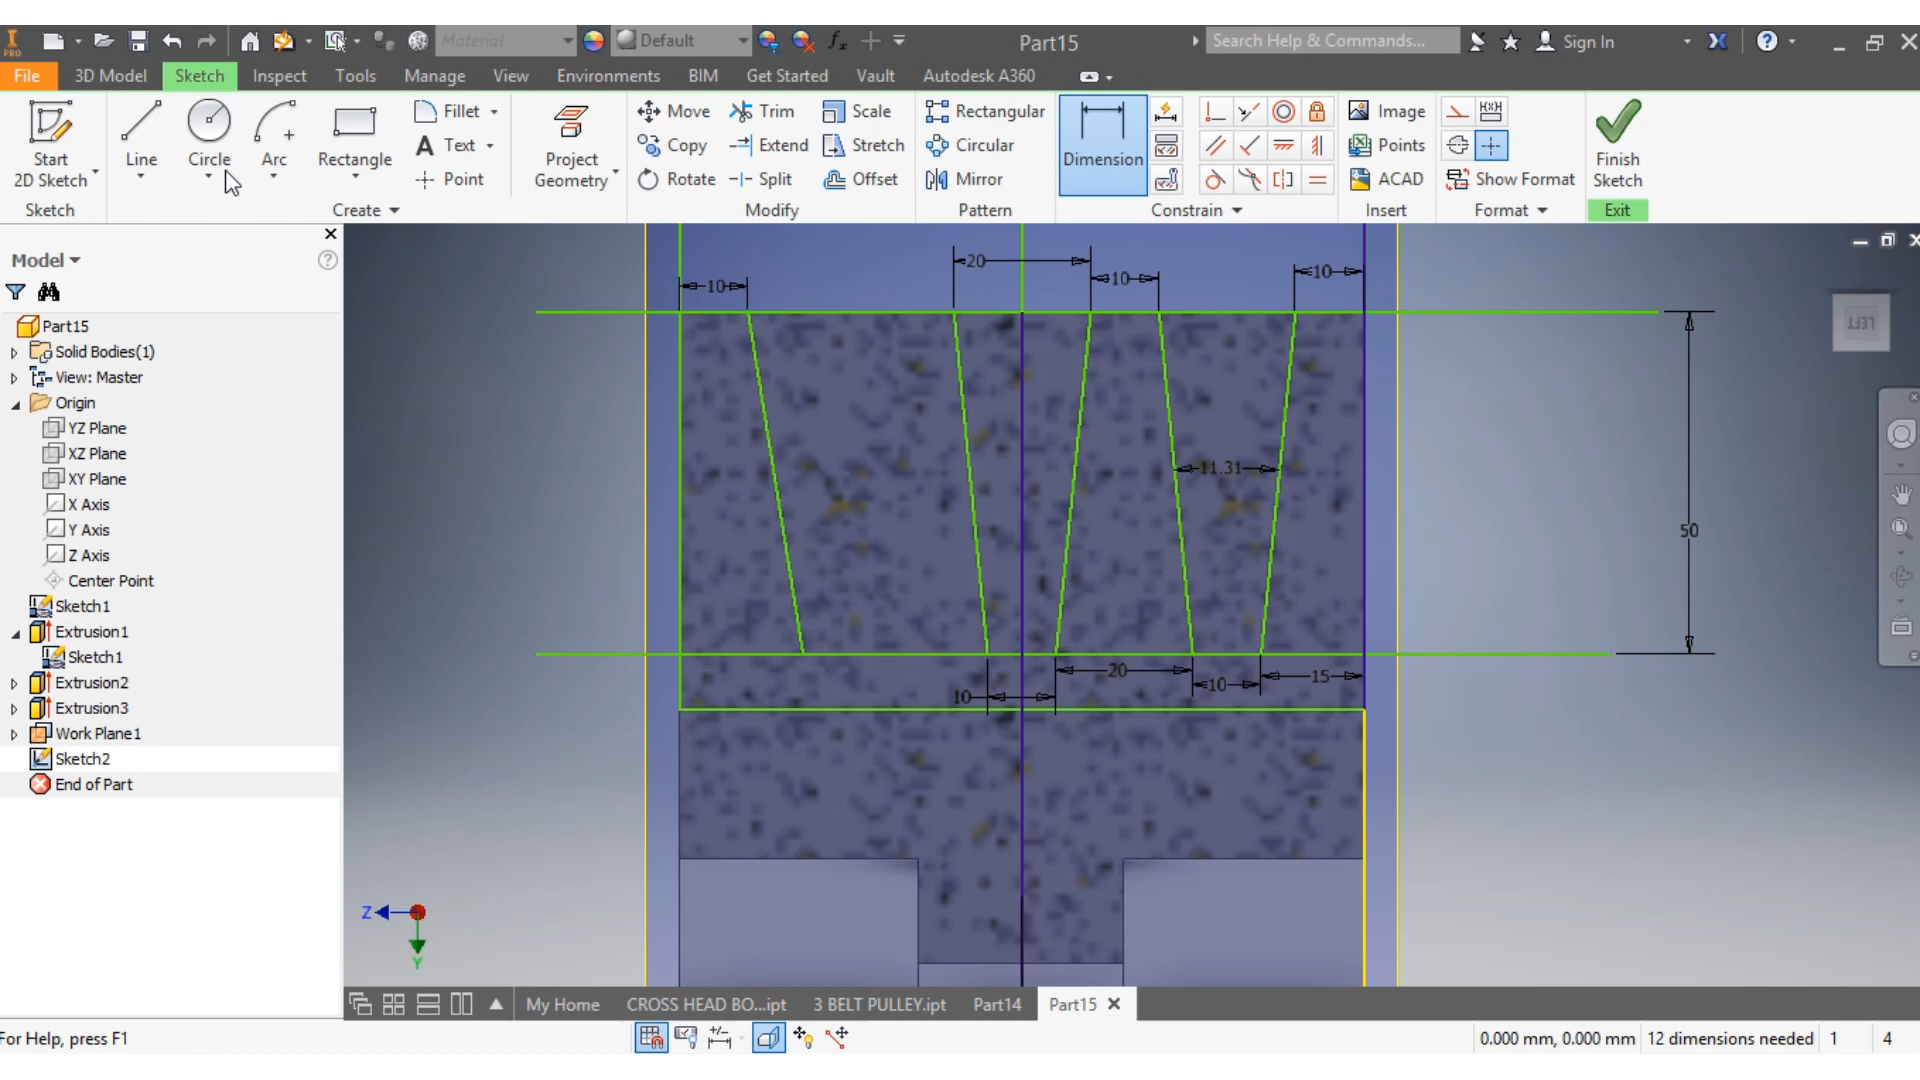 PRO
Material
Default
Part15
Search Help & Commands...
Sign In
File
3D Model
Sketch
Inspect
Tools
Manage
View
Environments
BIM
Get Started
Vault
Autodesk A360
Start
2D Sketch
Line
Circle
Arc
Rectangle
Fillet
Text
Point
Project
Geometry
Move
Copy
Rotate
Trim
Extend
Split
Scale
Stretch
Offset
Rectangular
Circular
Mirror
Dimension
Image
Points
ACAD
Show Format
Finish
Sketch
Sketch
Create
Modify
Pattern
Constrain
Insert
Format
Exit
Model
Part15
Solid Bodies(1)
View: Master
Origin
YZ Plane
XZ Plane
XY Plane
X Axis
Y Axis
Z Axis
Center Point
Sketch1
Extrusion1
Sketch1
Extrusion2
Extrusion3
Work Plane1
Sketch2
End of Part
20
10
10
10
LEFT
11.31
50
20
15
10
10
Z
Y
My Home
CROSS HEAD BO...ipt
3 BELT PULLEY.ipt
Part14
Part15
For Help, press F1
0.000 mm, 0.000 mm
12 dimensions needed
1
4